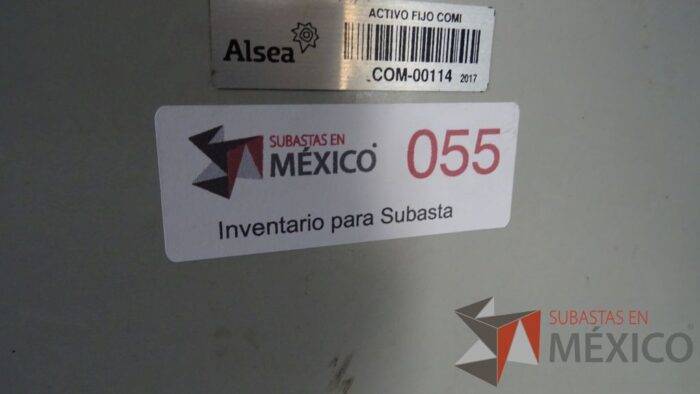 ACTIVO FIJO COMI
Alsea
.COM-00114 2017
SUBASTAS EN
MÉXICO
055
Inventario para Subasta
SUBASTAS EN
MÉXICO